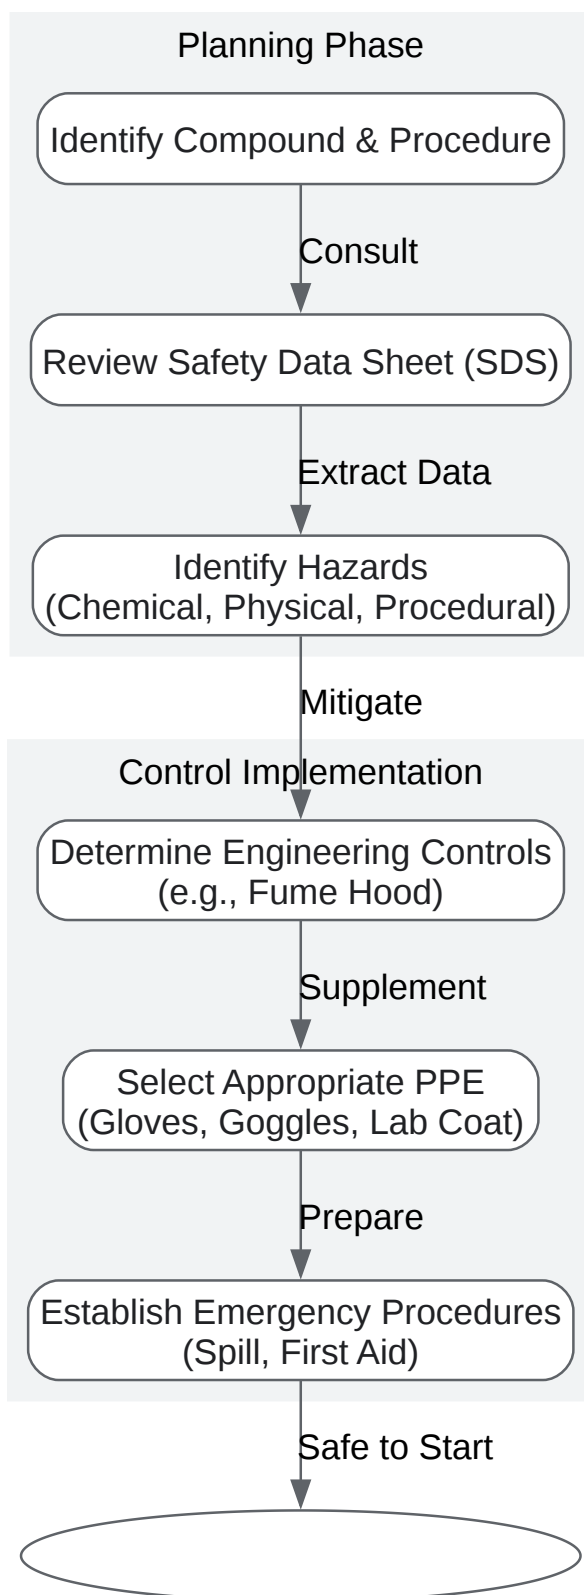 Planning Phase
Identify Compound & Procedure
Consult
Review Safety Data Sheet (SDS)
Extract Data
Identify Hazards
(Chemical, Physical, Procedural)
Mitigate
Control Implementation
Determine Engineering Controls
(e.g., Fume Hood)
Supplement
Select Appropriate PPE
(Gloves, Goggles, Lab Coat)
Prepare
Establish Emergency Procedures
(Spill, First Aid)
Safe to Start